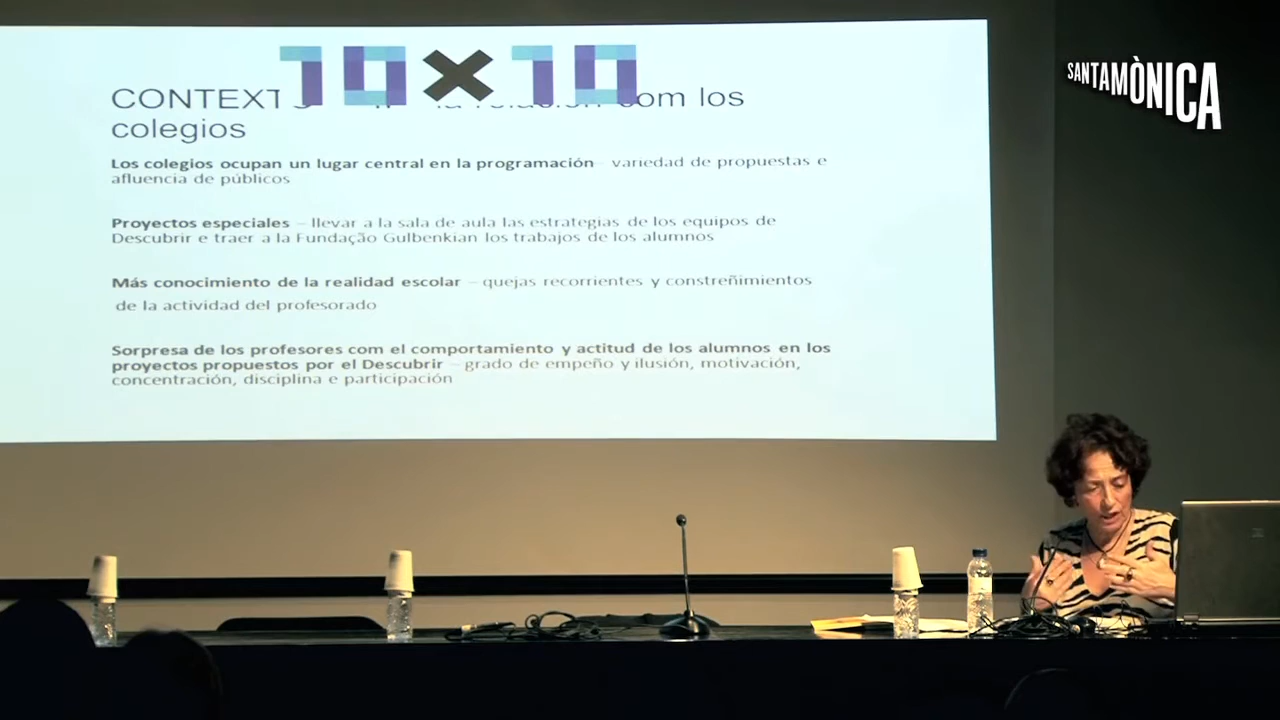 10×10
SANTAMÒNICA
com los
colegios
Los colegios ocupan un lugar central en la programación – variedad de propuestas e
afluencia de públicos
Proyectos especiales – llevar a la sala de aula las estrategias de los equipos de
Descubrir e traer a la Fundação Gulbenkian los trabajos de los alumnos
Más conocimiento de la realidad escolar – quejas recorrientes y constreñimientos
de la actividad del profesorado
Sorpresa de los profesores com el comportamiento y actitud de los alumnos en los
proyectos propuestos por el Descubrir – grado de empeño y ilusión, motivación,
concentración, disciplina e participación